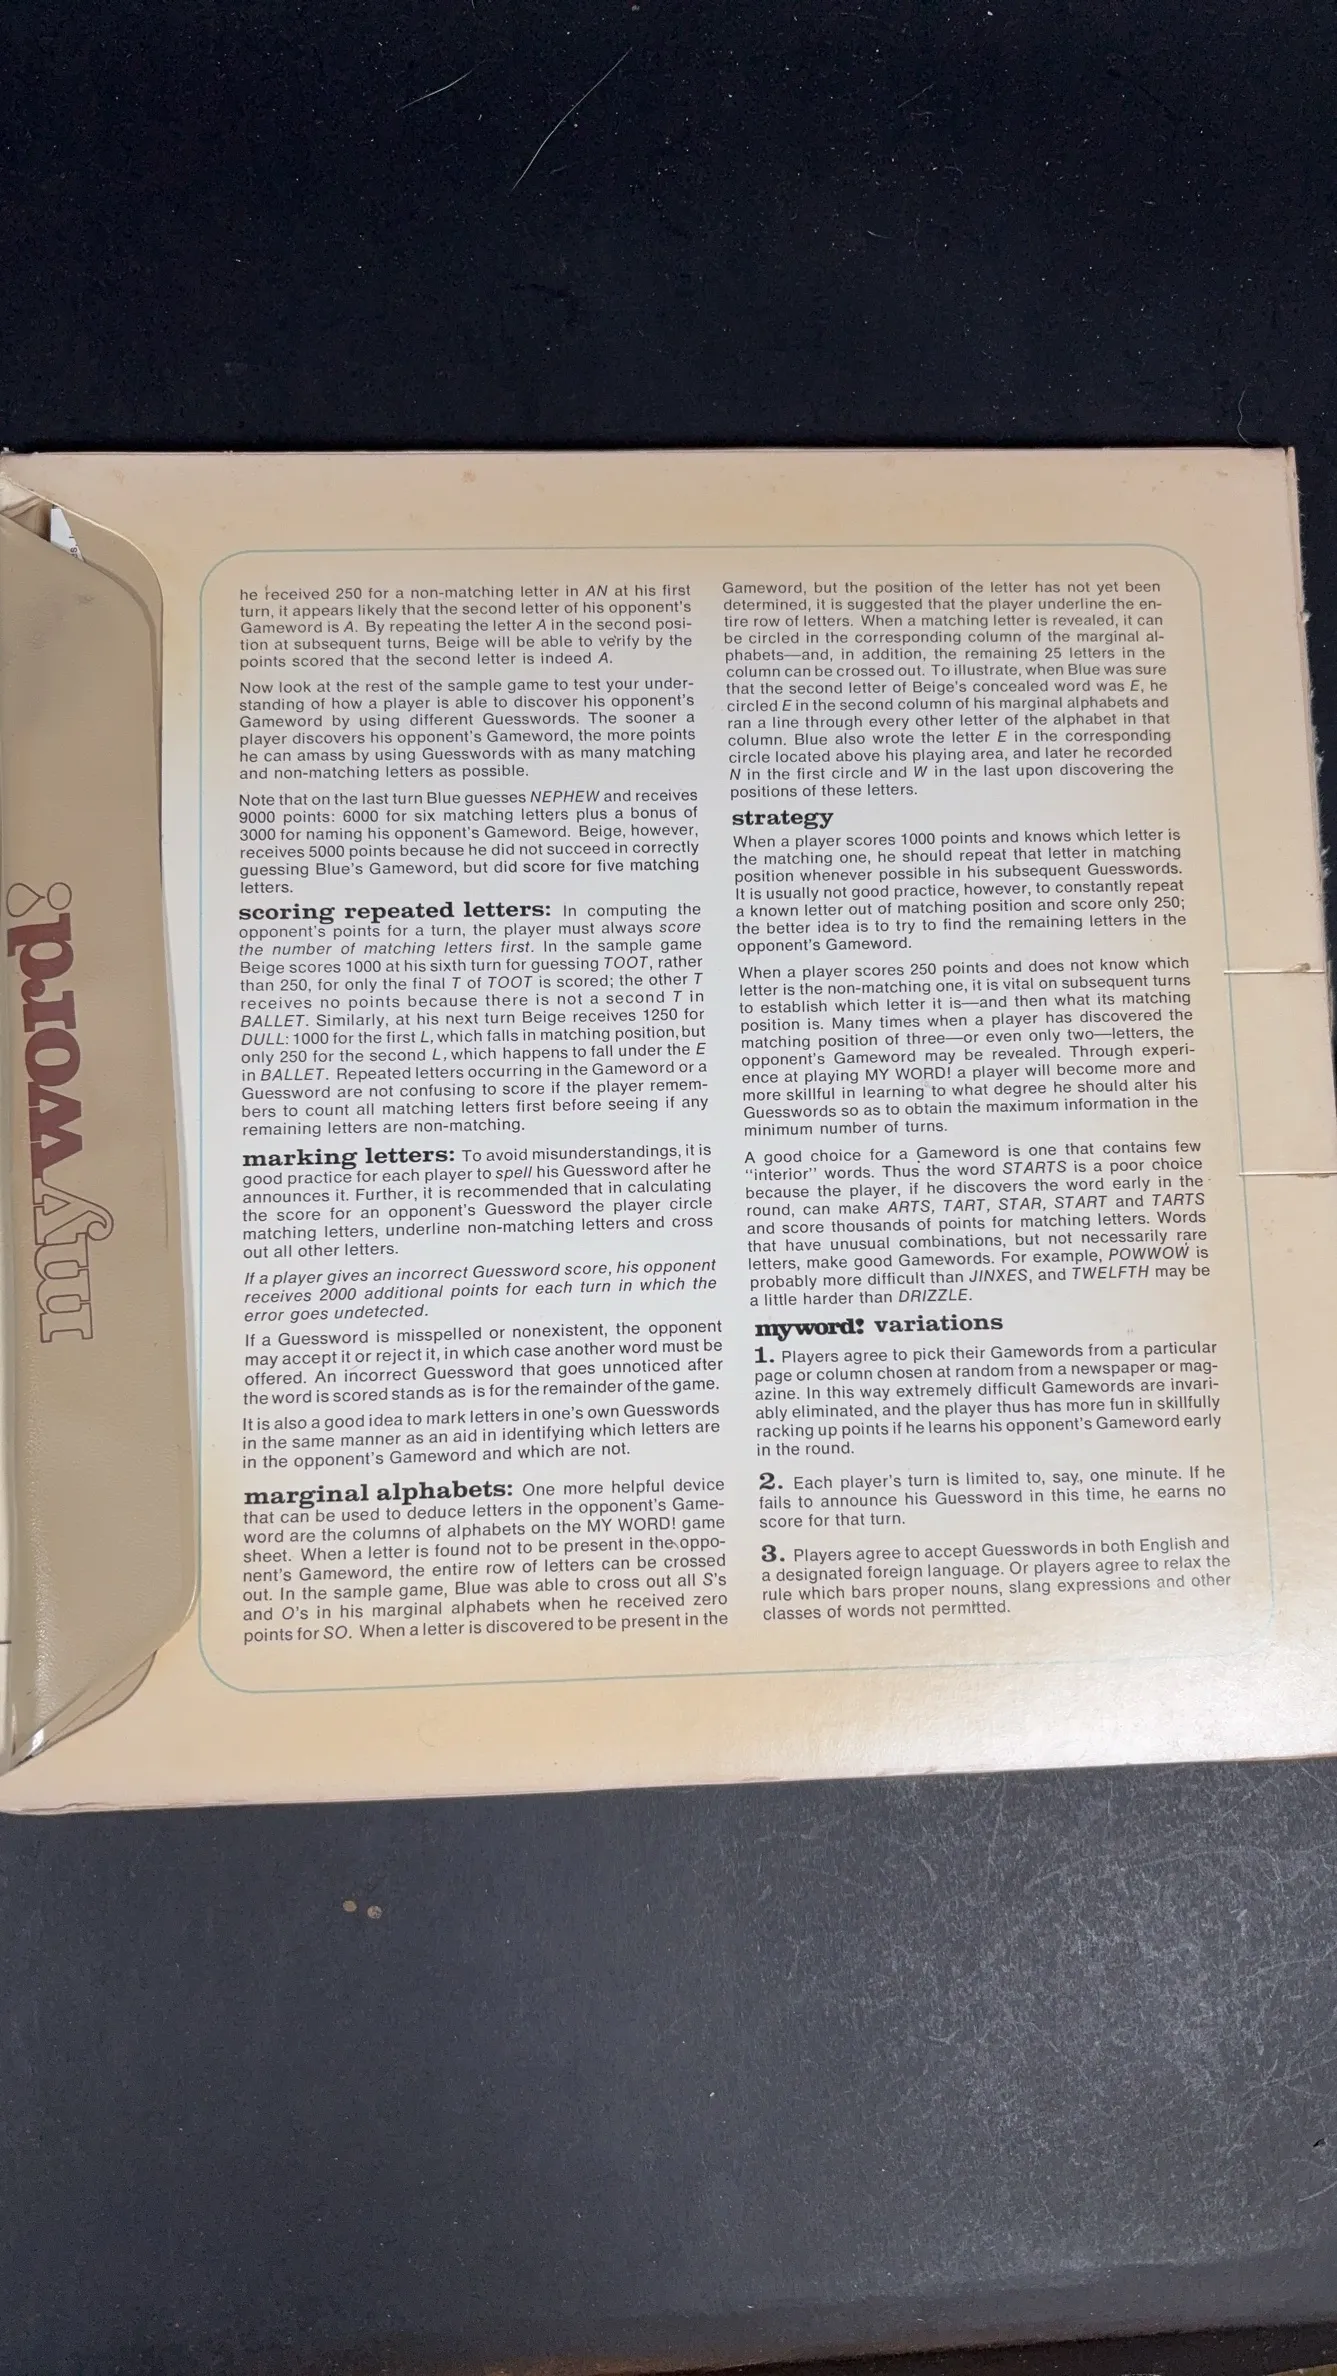 my word!
he received 250 for a non-matching letter in AN at his first
turn, it appears likely that the second letter of his opponent's
Gameword is A. By repeating the letter A in the second posi-
tion at subsequent turns, Beige will be able to verify by the
points scored that the second letter is indeed A.
Now look at the rest of the sample game to test your under-
standing of how a player is able to discover his opponent's
Gameword by using different Guesswords. The sooner a
player discovers his opponent's Gameword, the more points
he can amass by using Guesswords with as many matching
and non-matching letters as possible.
Note that on the last turn Blue guesses NEPHEW and receives
9000 points: 6000 for six matching letters plus a bonus of
3000 for naming his opponent's Gameword. Beige, however,
receives 5000 points because he did not succeed in correctly
guessing Blue's Gameword, but did score for five matching
letters.
scoring repeated letters: In computing the
opponent's points for a turn, the player must always score
the number of matching letters first. In the sample game
Beige scores 1000 at his sixth turn for guessing TOOT, rather
than 250, for only the final T of TOOT is scored; the other T
receives no points because there is not a second T in
BALLET. Similarly, at his next turn Beige receives 1250 for
DULL: 1000 for the first L, which falls in matching position, but
only 250 for the second L, which happens to fall under the E
in BALLET. Repeated letters occurring in the Gameword or a
Guessword are not confusing to score if the player remem-
bers to count all matching letters first before seeing if any
remaining letters are non-matching.
marking letters: To avoid misunderstandings, it is
good practice for each player to spell his Guessword after he
announces it. Further, it is recommended that in calculating
the score for an opponent's Guessword the player circle
matching letters, underline non-matching letters and cross
out all other letters.
If a player gives an incorrect Guessword score, his opponent
receives 2000 additional points for each turn in which the
error goes undetected.
If a Guessword is misspelled or nonexistent, the opponent
may accept it or reject it, in which case another word must be
offered. An incorrect Guessword that goes unnoticed after
the word is scored stands as is for the remainder of the game.
It is also a good idea to mark letters in one's own Guesswords
in the same manner as an aid in identifying which letters are
in the opponent's Gameword and which are not.
marginal alphabets: One more helpful device
that can be used to deduce letters in the opponent's Game-
word are the columns of alphabets on the MY WORD! game
sheet. When a letter is found not to be present in the oppo-
nent's Gameword, the entire row of letters can be crossed
out. In the sample game, Blue was able to cross out all S's
and O's in his marginal alphabets when he received zero
points for SO. When a letter is discovered to be present in the
Gameword, but the position of the letter has not yet been
determined, it is suggested that the player underline the en-
tire row of letters. When a matching letter is revealed, it can
be circled in the corresponding column of the marginal al-
phabets—and, in addition, the remaining 25 letters in the
column can be crossed out. To illustrate, when Blue was sure
that the second letter of Beige's concealed word was E, he
circled E in the second column of his marginal alphabets and
ran a line through every other letter of the alphabet in that
column. Blue also wrote the letter E in the corresponding
circle located above his playing area, and later he recorded
N in the first circle and W in the last upon discovering the
positions of these letters.
strategy
When a player scores 1000 points and knows which letter is
the matching one, he should repeat that letter in matching
position whenever possible in his subsequent Guesswords.
It is usually not good practice, however, to constantly repeat
a known letter out of matching position and score only 250;
the better idea is to try to find the remaining letters in the
opponent's Gameword.
When a player scores 250 points and does not know which
letter is the non-matching one, it is vital on subsequent turns
to establish which letter it is—and then what its matching
position is. Many times when a player has discovered the
matching position of three—or even only two—letters, the
opponent's Gameword may be revealed. Through experi-
ence at playing MY WORD! a player will become more and
more skillful in learning to what degree he should alter his
Guesswords so as to obtain the maximum information in the
minimum number of turns.
A good choice for a Gameword is one that contains few
"interior" words. Thus the word STARTS is a poor choice
because the player, if he discovers the word early in the
round, can make ARTS, TART, STAR, START and TARTS
and score thousands of points for matching letters. Words
that have unusual combinations, but not necessarily rare
letters, make good Gamewords. For example, POWWOW is
probably more difficult than JINXES, and TWELFTH may be
a little harder than DRIZZLE.
my word! variations
1. Players agree to pick their Gamewords from a particular
page or column chosen at random from a newspaper or mag-
azine. In this way extremely difficult Gamewords are invari-
ably eliminated, and the player thus has more fun in skillfully
racking up points if he learns his opponent's Gameword early
in the round.
2. Each player's turn is limited to, say, one minute. If he
fails to announce his Guessword in this time, he earns no
score for that turn.
3. Players agree to accept Guesswords in both English and
a designated foreign language. Or players agree to relax the
rule which bars proper nouns, slang expressions and other
classes of words not permitted.